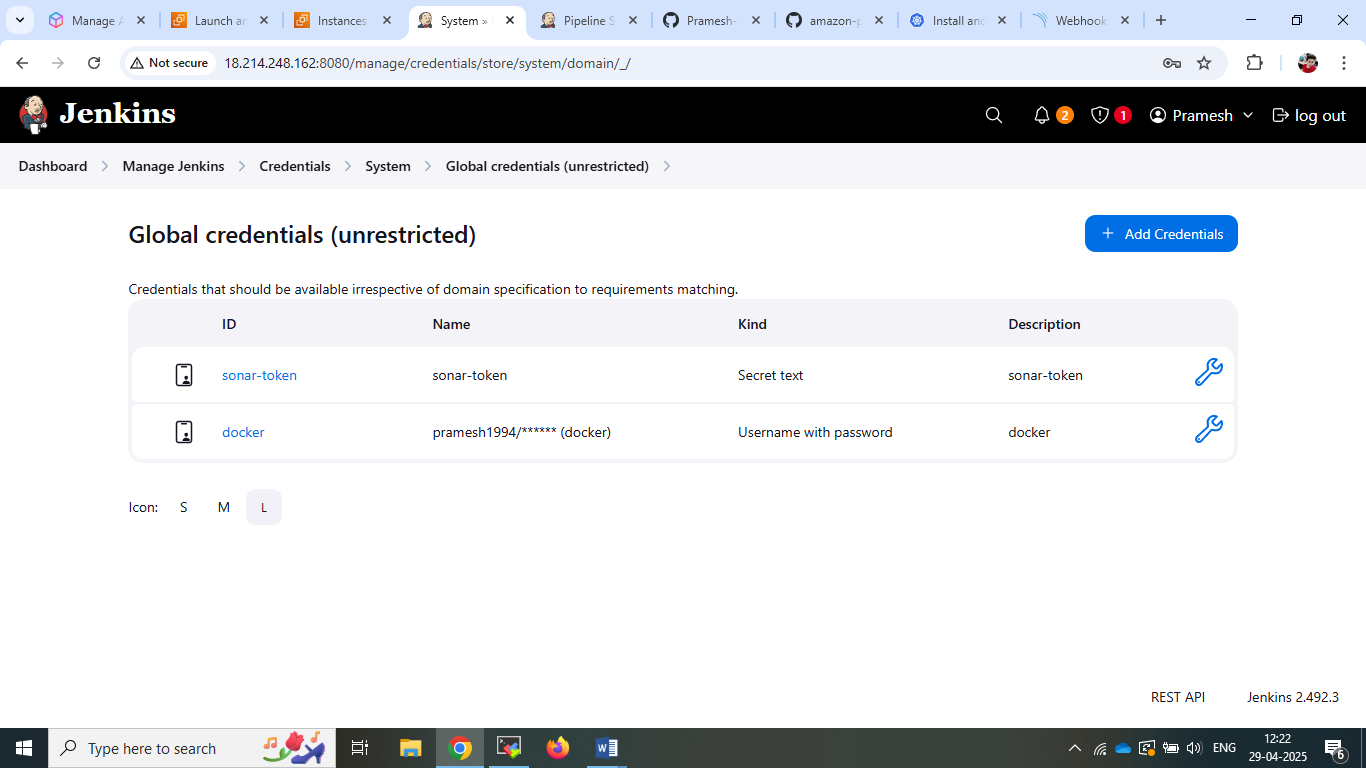 Manage A
Launch an
Instances
System »
Pipeline S
Pramesh-
amazon-p
Install and
Webhook
Not secure
18.214.248.162:8080/manage/credentials/store/system/domain/_/
Jenkins
2
1
Pramesh
log out
Dashboard
Manage Jenkins
Credentials
System
Global credentials (unrestricted)
Global credentials (unrestricted)
+ Add Credentials
Credentials that should be available irrespective of domain specification to requirements matching.
ID Name Kind Description
sonar-token sonar-token Secret text sonar-token
docker pramesh1994/****** (docker) Username with password docker
Icon: S M L
REST API Jenkins 2.492.3
Type here to search
ENG
12:22
29-04-2025
6